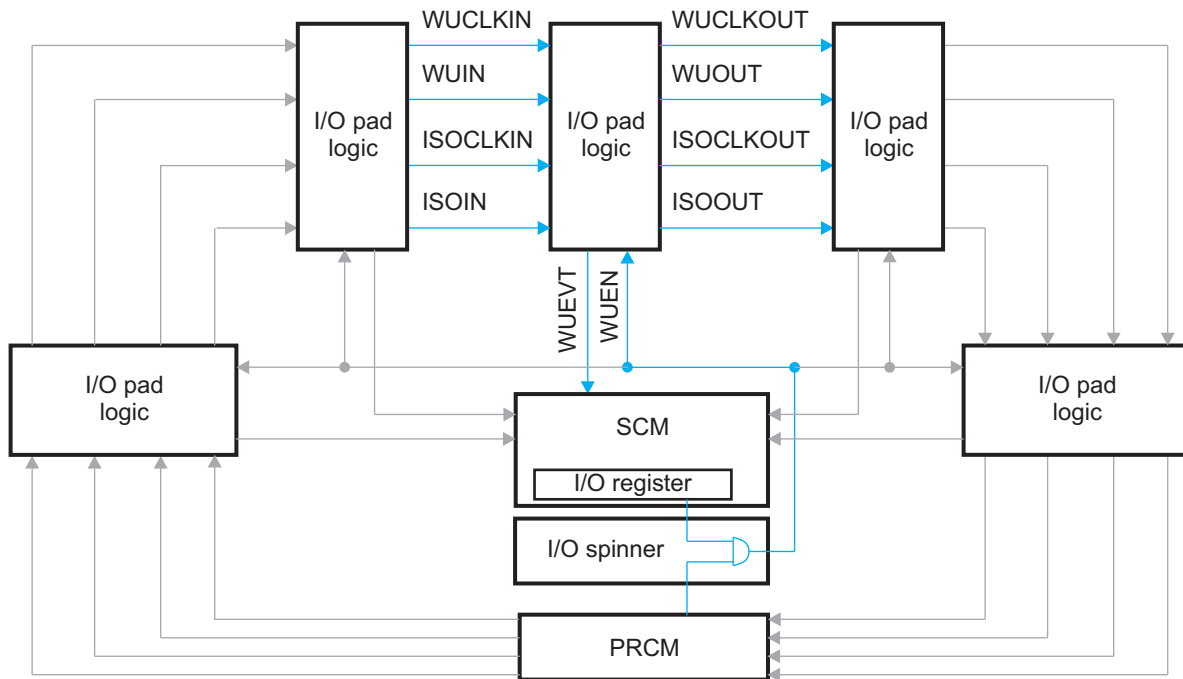 WUCLKIN
WUCLKOUT
WUIN
WUOUT
I/O pad
logic
I/O pad
logic
I/O pad
logic
ISOCLKIN
ISOCLKOUT
ISOIN
ISOOUT
WUEVT
WUEN
I/O pad
logic
I/O pad
logic
SCM
I/O register
I/O spinner
PRCM